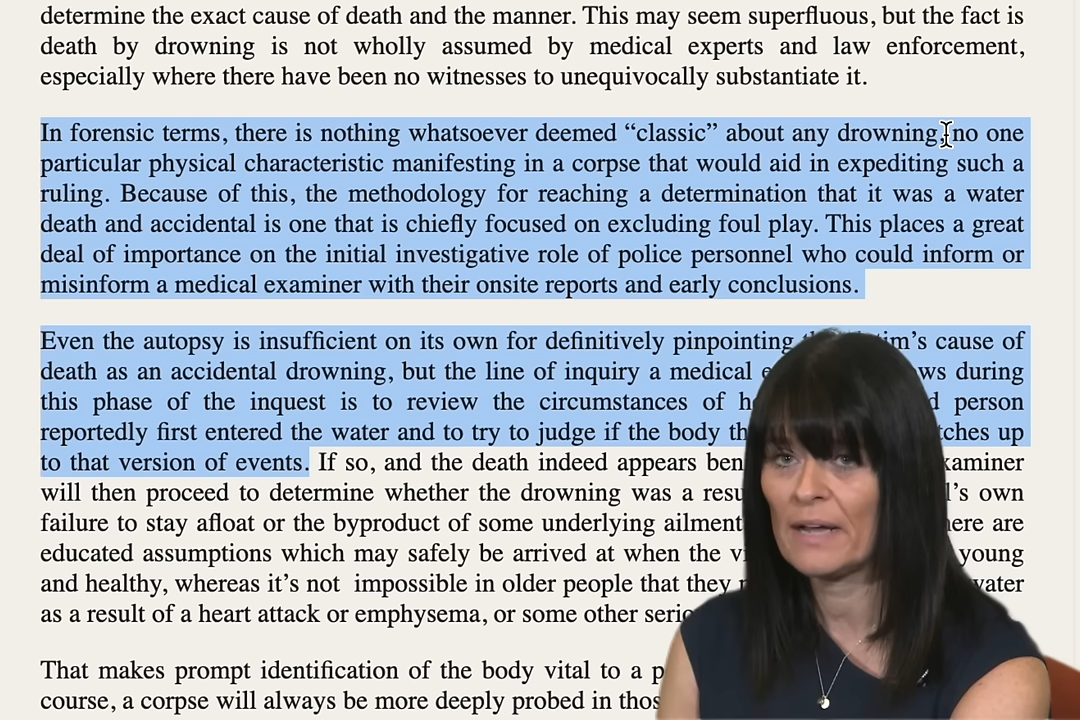 determine the exact cause of death and the manner. This may seem superfluous, but the fact is
death by drowning is not wholly assumed by medical experts and law enforcement,
especially where there have been no witnesses to unequivocally substantiate it.
In forensic terms, there is nothing whatsoever deemed “classic” about any drowning, no one
particular physical characteristic manifesting in a corpse that would aid in expediting such a
ruling. Because of this, the methodology for reaching a determination that it was a water
death and accidental is one that is chiefly focused on excluding foul play. This places a great
deal of importance on the initial investigative role of police personnel who could inform or
misinform a medical examiner with their onsite reports and early conclusions.
Even the autopsy is insufficient on its own for definitively pinpointing cause of
death as an accidental drowning, but the line of inquiry a medical during
this phase of the inquest is to review the circumstances of person
reportedly first entered the water and to try to judge if the body up
to that version of events. If so, and the death indeed appears
will then proceed to determine whether the drowning was a own
failure to stay afloat or the byproduct of some underlying ailment are
educated assumptions which may safely be arrived at when the young
and healthy, whereas it’s not impossible in older people that they
as a result of a heart attack or emphysema, or some other
That makes prompt identification of the body vital to a
course, a corpse will always be more deeply probed in